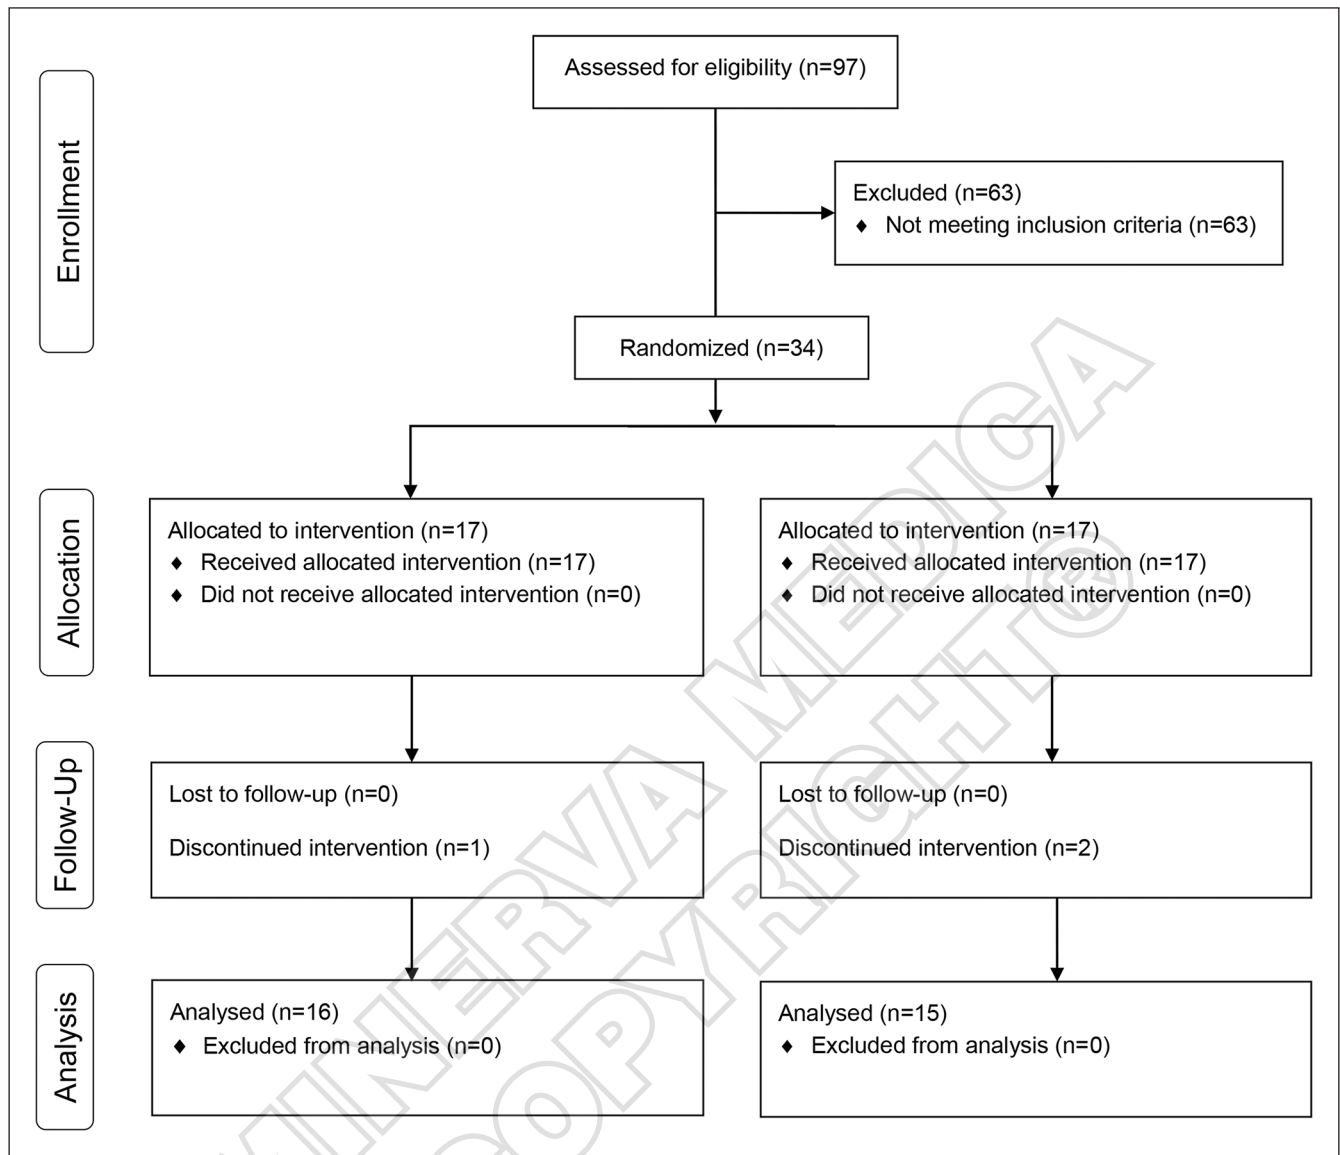 Enrollment
Assessed for eligibility (n=97)
Excluded (n=63)
♦ Not meeting inclusion criteria (n=63)
Randomized (n=34)
Allocation
Allocated to intervention (n=17)
♦ Received allocated intervention (n=17)
♦ Did not receive allocated intervention (n=0)
Allocated to intervention (n=17)
♦ Received allocated intervention (n=17)
♦ Did not receive allocated intervention (n=0)
Follow-Up
Lost to follow-up (n=0)
Discontinued intervention (n=1)
Lost to follow-up (n=0)
Discontinued intervention (n=2)
Analysis
Analysed (n=16)
♦ Excluded from analysis (n=0)
Analysed (n=15)
♦ Excluded from analysis (n=0)
MINERVA MEDICA
COPYRIGHT®